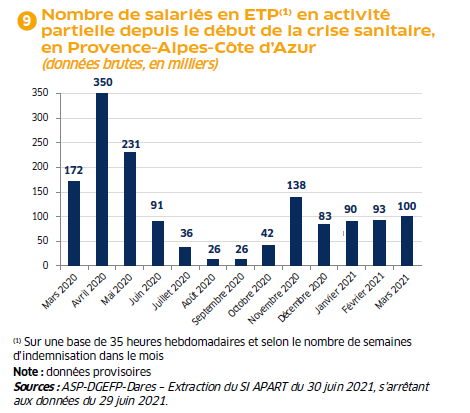 9 Nombre de salariés en ETP(1) en activité
partielle depuis le début de la crise sanitaire,
en Provence-Alpes-Côte d'Azur
(données brutes, en milliers)
350
300
250
200
150
100
50
0
172
350
231
91
36
26
26
42
138
83
90
93
100
Mars 2020
Avril 2020
Mai 2020
Juin 2020
Juillet 2020
Août 2020
Septembre 2020
Octobre 2020
Novembre 2020
Décembre 2020
Janvier 2021
Février 2021
Mars 2021
(1) Sur une base de 35 heures hebdomadaires et selon le nombre de semaines
d'indemnisation dans le mois
Note : données provisoires
Sources : ASP-DGEFP-Dares – Extraction du SI APART du 30 juin 2021, s'arrêtant
aux données du 29 juin 2021.